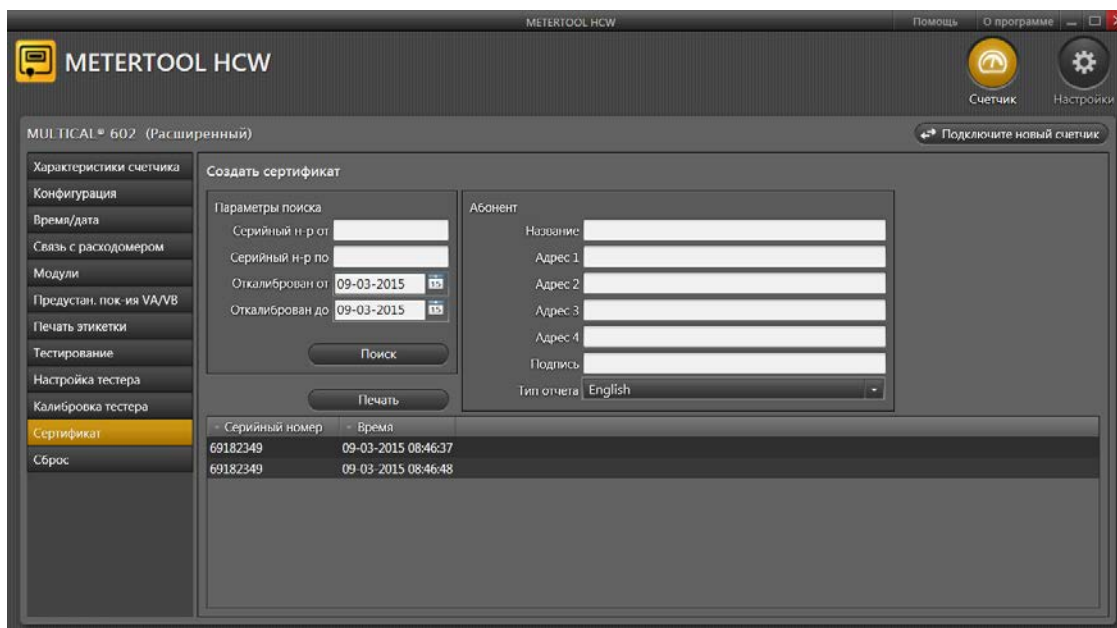 METERTOOL HCW
Помощь
О программе
METERTOOL HCW
Счетчик
Настройки
MULTICAL® 602 (Расширенный)
Подключите новый счетчик
Характеристики счетчика
Конфигурация
Время/дата
Связь с расходомером
Модули
Предустан. пок-ия VA/VB
Печать этикетки
Тестирование
Настройка тестера
Калибровка тестера
Сертификат
Сброс
Создать сертификат
Параметры поиска
Серийный н-р от
Серийный н-р по
Откалиброван от 09-03-2015 15
Откалиброван до 09-03-2015 15
Поиск
Печать
Абонент
Название
Адрес 1
Адрес 2
Адрес 3
Адрес 4
Подпись
Тип отчета English
Серийный номер Время
69182349 09-03-2015 08:46:37
69182349 09-03-2015 08:46:48